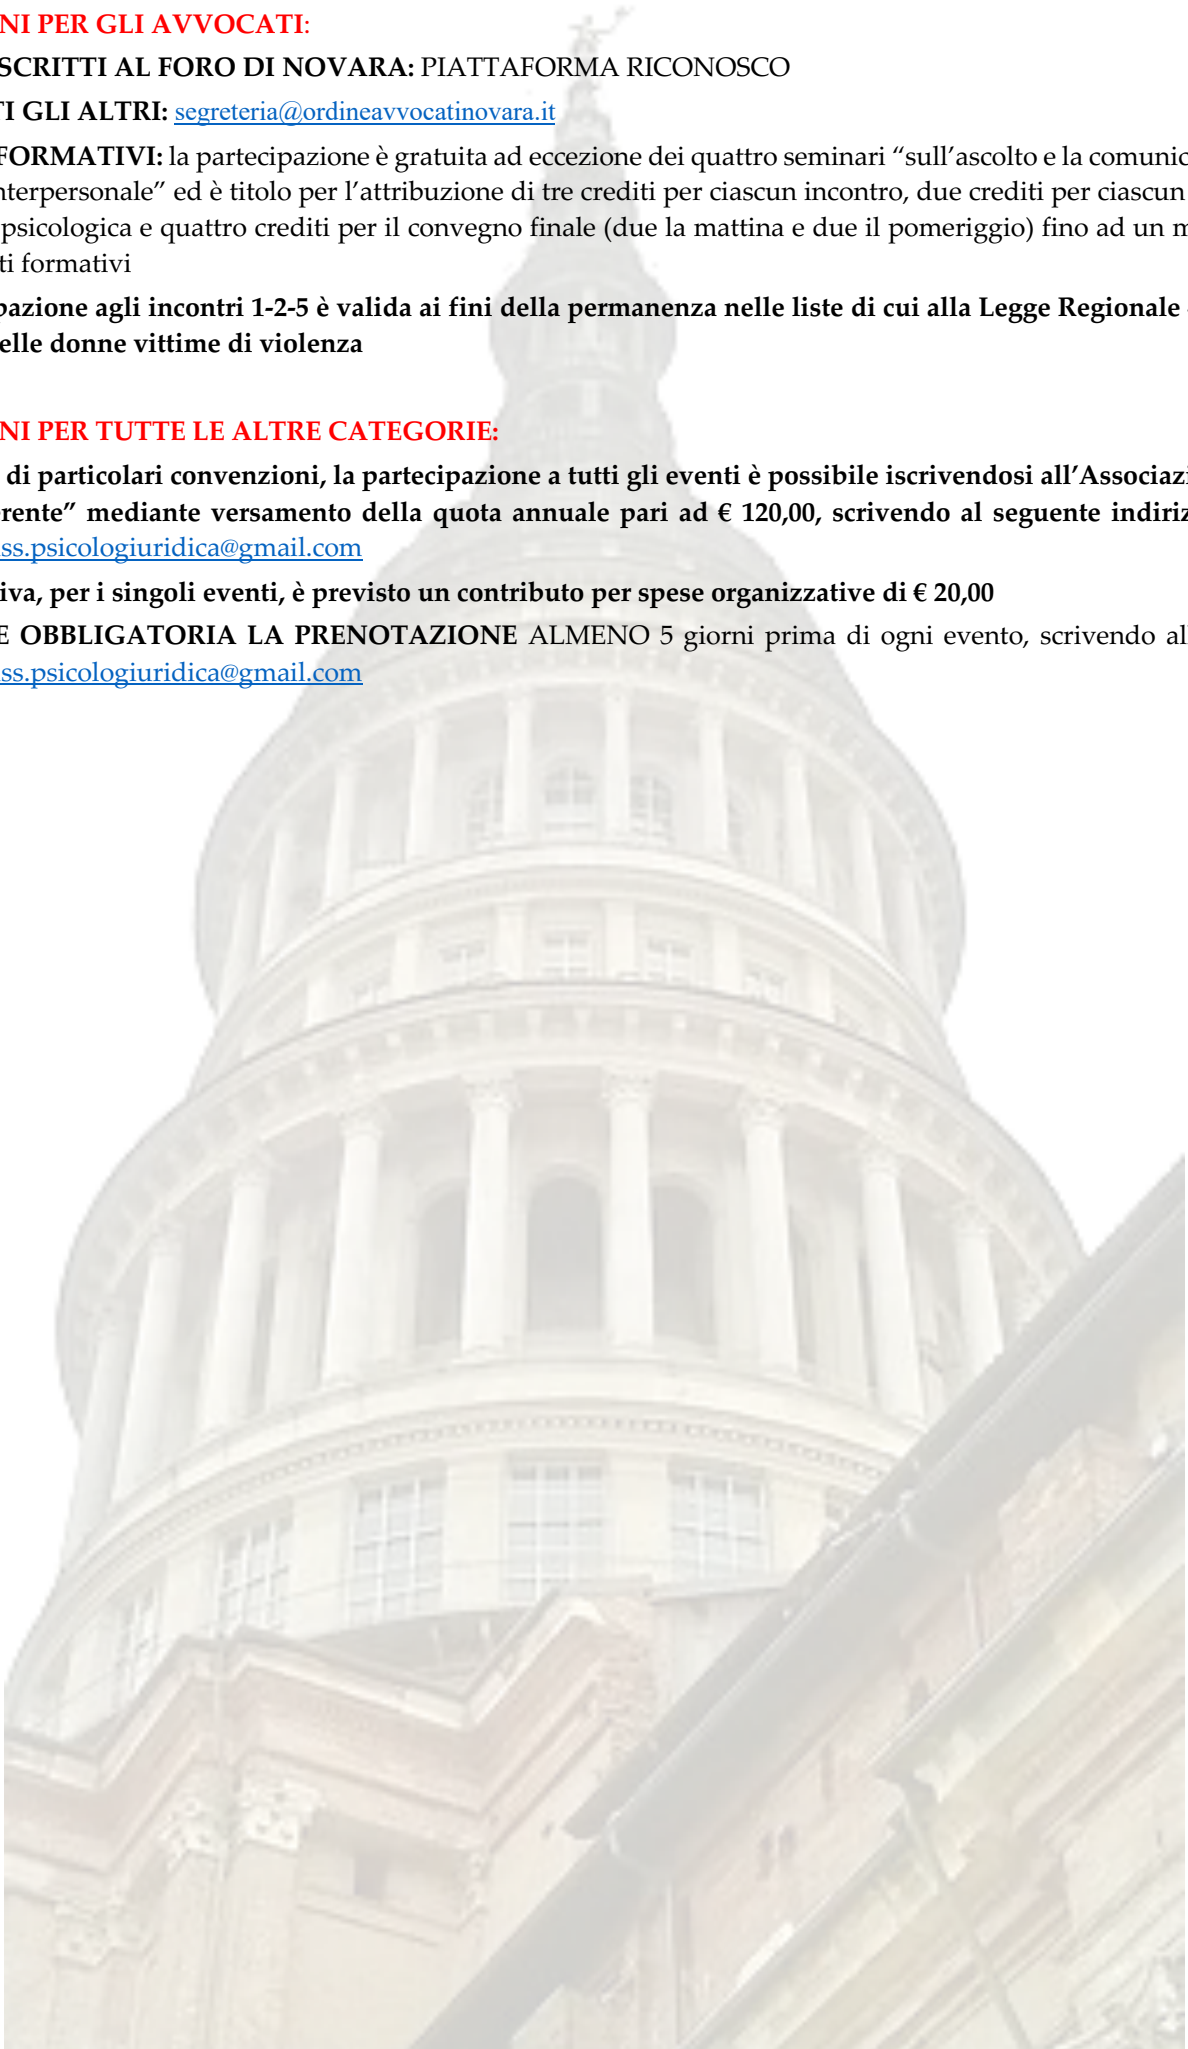 NI PER GLI AVVOCATI:
SCRITTI AL FORO DI NOVARA: PIATTAFORMA RICONOSCO
TI GLI ALTRI: segreteria@ordineavvocatinovara.it
FORMATIVI: la partecipazione è gratuita ad eccezione dei quattro seminari “sull’ascolto e la comunic
nterpersonale” ed è titolo per l’attribuzione di tre crediti per ciascun incontro, due crediti per ciascun
psicologica e quattro crediti per il convegno finale (due la mattina e due il pomeriggio) fino ad un m
ti formativi
pazione agli incontri 1-2-5 è valida ai fini della permanenza nelle liste di cui alla Legge Regionale
elle donne vittime di violenza
NI PER TUTTE LE ALTRE CATEGORIE:
di particolari convenzioni, la partecipazione a tutti gli eventi è possibile iscrivendosi all’Associazi
erente” mediante versamento della quota annuale pari ad € 120,00, scrivendo al seguente indiriz
ass.psicologiuridica@gmail.com
iva, per i singoli eventi, è previsto un contributo per spese organizzative di € 20,00
E OBBLIGATORIA LA PRENOTAZIONE ALMENO 5 giorni prima di ogni evento, scrivendo all
ass.psicologiuridica@gmail.com